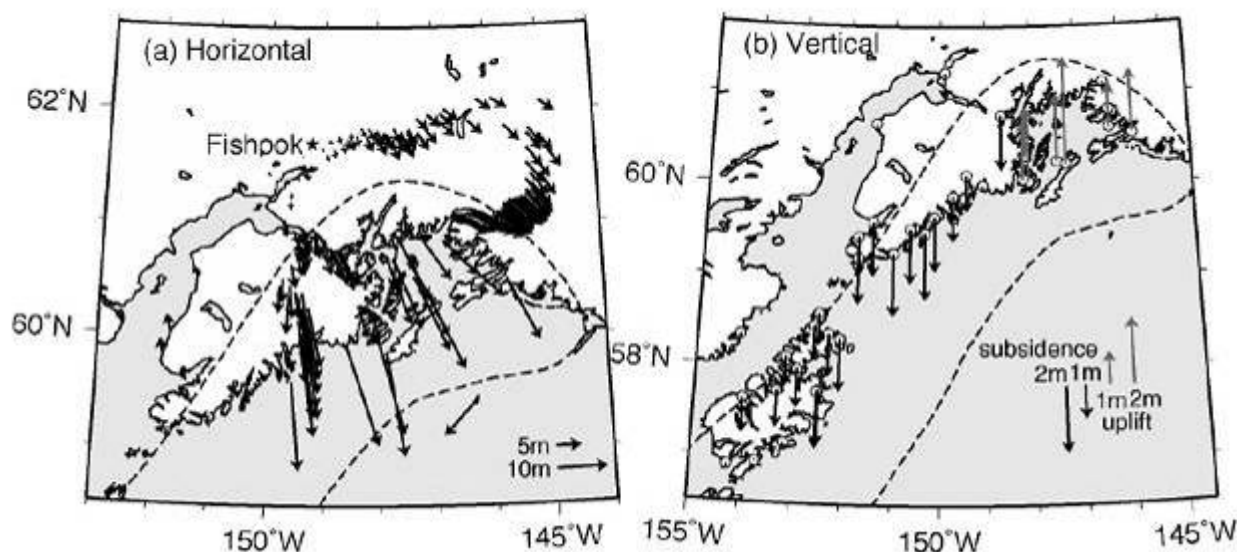 (a) Horizontal
62°N
Fishpok
60°N
5m
10m
150°W
145°W
(b) Vertical
60°N
58°N
subsidence
2m 1m
1m 2m
uplift
155°W
150°W
145°W